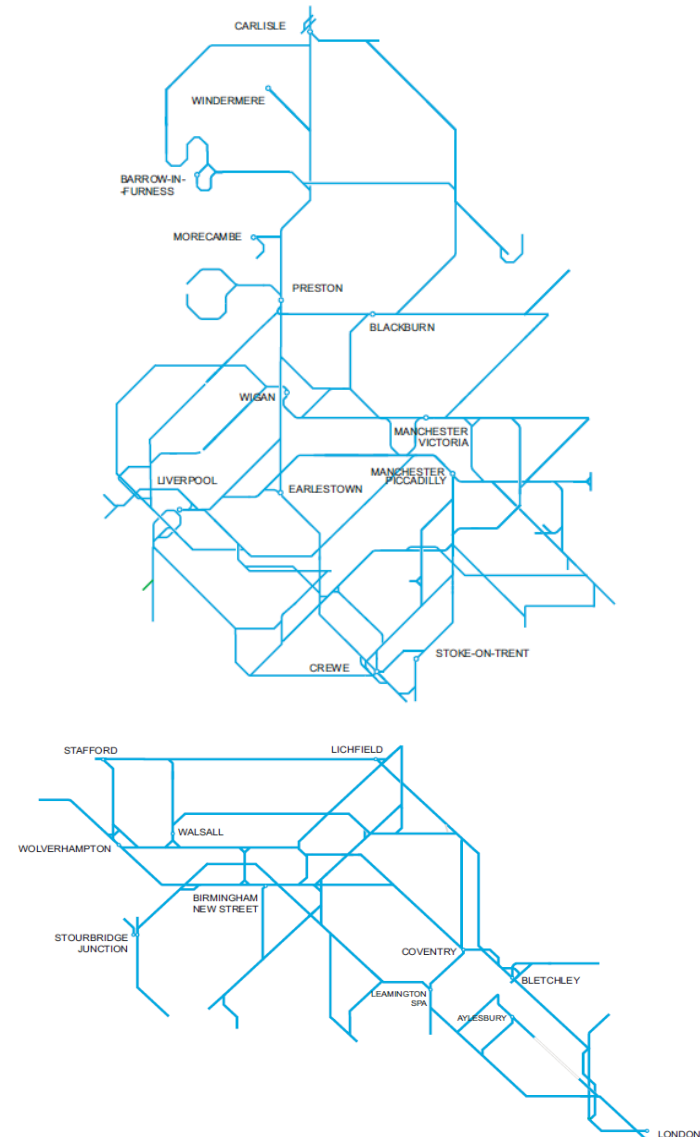 CARLISLE
WINDERMERE
BARROW-IN-
-FURNESS
MORECAMBE
PRESTON
BLACKBURN
WIGAN
MANCHESTER
VICTORIA
LIVERPOOL
MANCHESTER
PICCADILLY
EARLESTOWN
STOKE-ON-TRENT
CREWE
STAFFORD
LICHFIELD
WALSALL
WOLVERHAMPTON
BIRMINGHAM
NEW STREET
STOURBRIDGE
JUNCTION
COVENTRY
BLETCHLEY
LEAMINGTON
SPA
AYLESBURY
LONDON